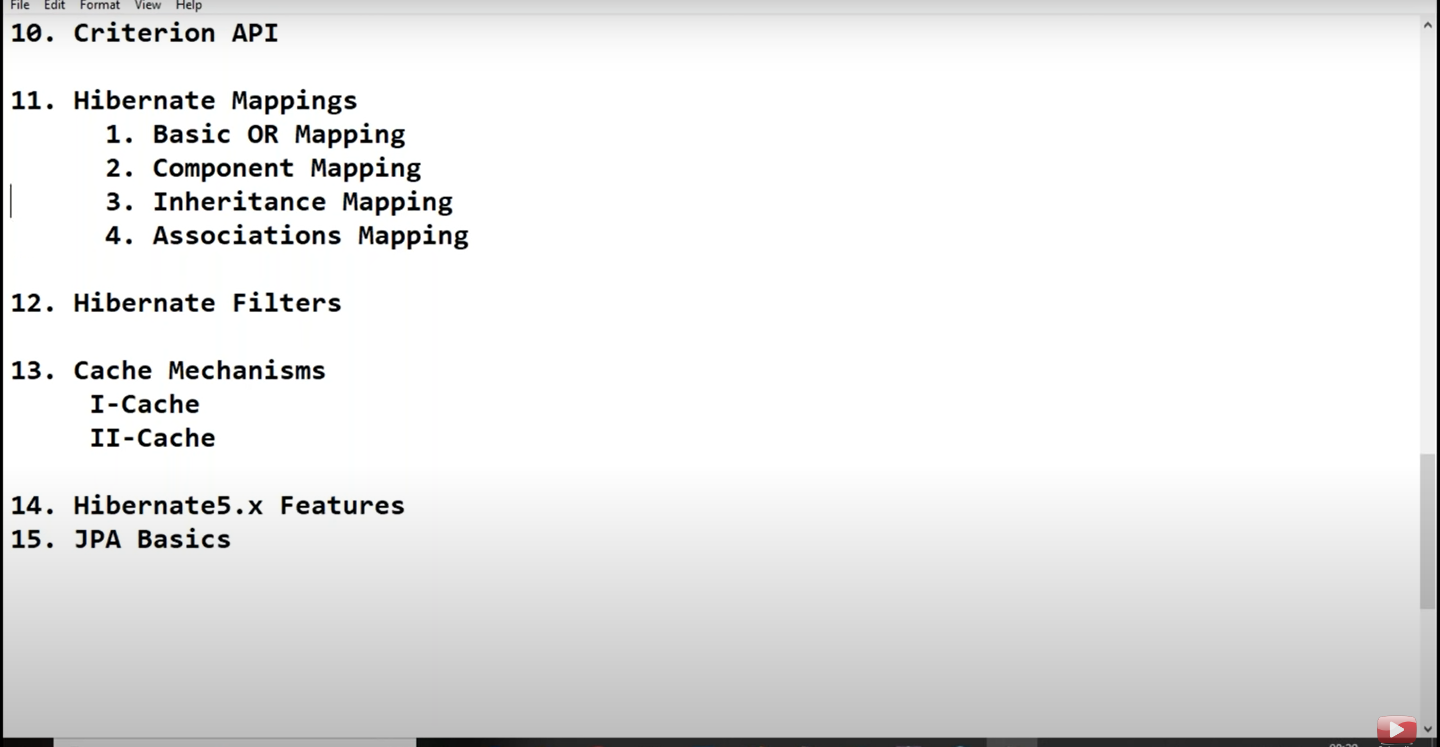 File Edit Format View Help
10. Criterion API
11. Hibernate Mappings
1. Basic OR Mapping
2. Component Mapping
3. Inheritance Mapping
4. Associations Mapping
12. Hibernate Filters
13. Cache Mechanisms
I-Cache
II-Cache
14. Hibernate5.x Features
15. JPA Basics